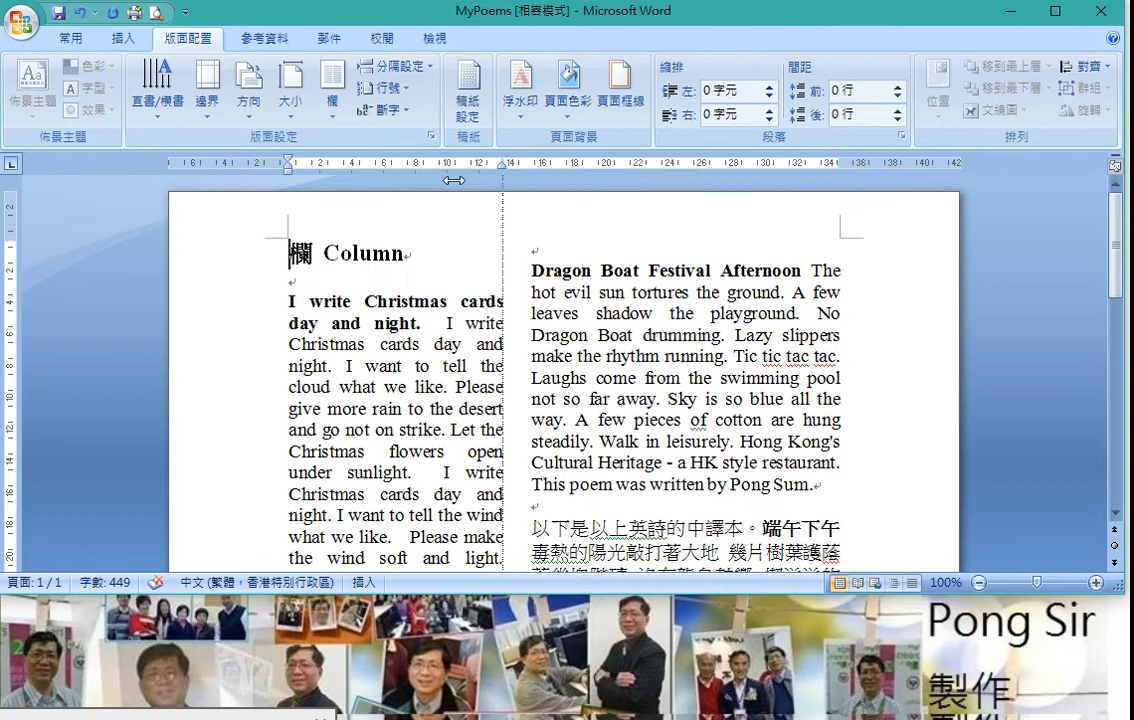 MyPoems [相容模式] - Microsoft Word
常用 插入 版面配置 參考資料 郵件 校閱 檢視
佈景主題 色彩 字型 效果 直書/橫書 邊界 方向 大小 欄 分隔設定 行號 斷字 稿紙設定 浮水印 頁面色彩 頁面框線
縮排 左: 0 字元 右: 0 字元 間距 前: 0 行 後: 0 行
位置 移到最上層 移到最下層 文繞圖 對齊 群組 旋轉
佈景主題 版面設定 稿紙 頁面背景 段落 排列
欄 Column
I write Christmas cards
day and night. I write
Christmas cards day and
night. I want to tell the
cloud what we like. Please
give more rain to the desert
and go not on strike. Let the
Christmas flowers open
under sunlight. I write
Christmas cards day and
night. I want to tell the wind
what we like. Please make
the wind soft and light.
Dragon Boat Festival Afternoon The
hot evil sun tortures the ground. A few
leaves shadow the playground. No
Dragon Boat drumming. Lazy slippers
make the rhythm running. Tic tic tac tac.
Laughs come from the swimming pool
not so far away. Sky is so blue all the
way. A few pieces of cotton are hung
steadily. Walk in leisurely. Hong Kong's
Cultural Heritage - a HK style restaurant.
This poem was written by Pong Sum.
以下是以上英詩的中譯本。端午下午
毒熱的陽光敲打著大地 幾片樹葉護蔭
頁面: 1 / 1 字數: 449 中文 (繁體，香港特別行政區) 插入 100%
Pong Sir
製作